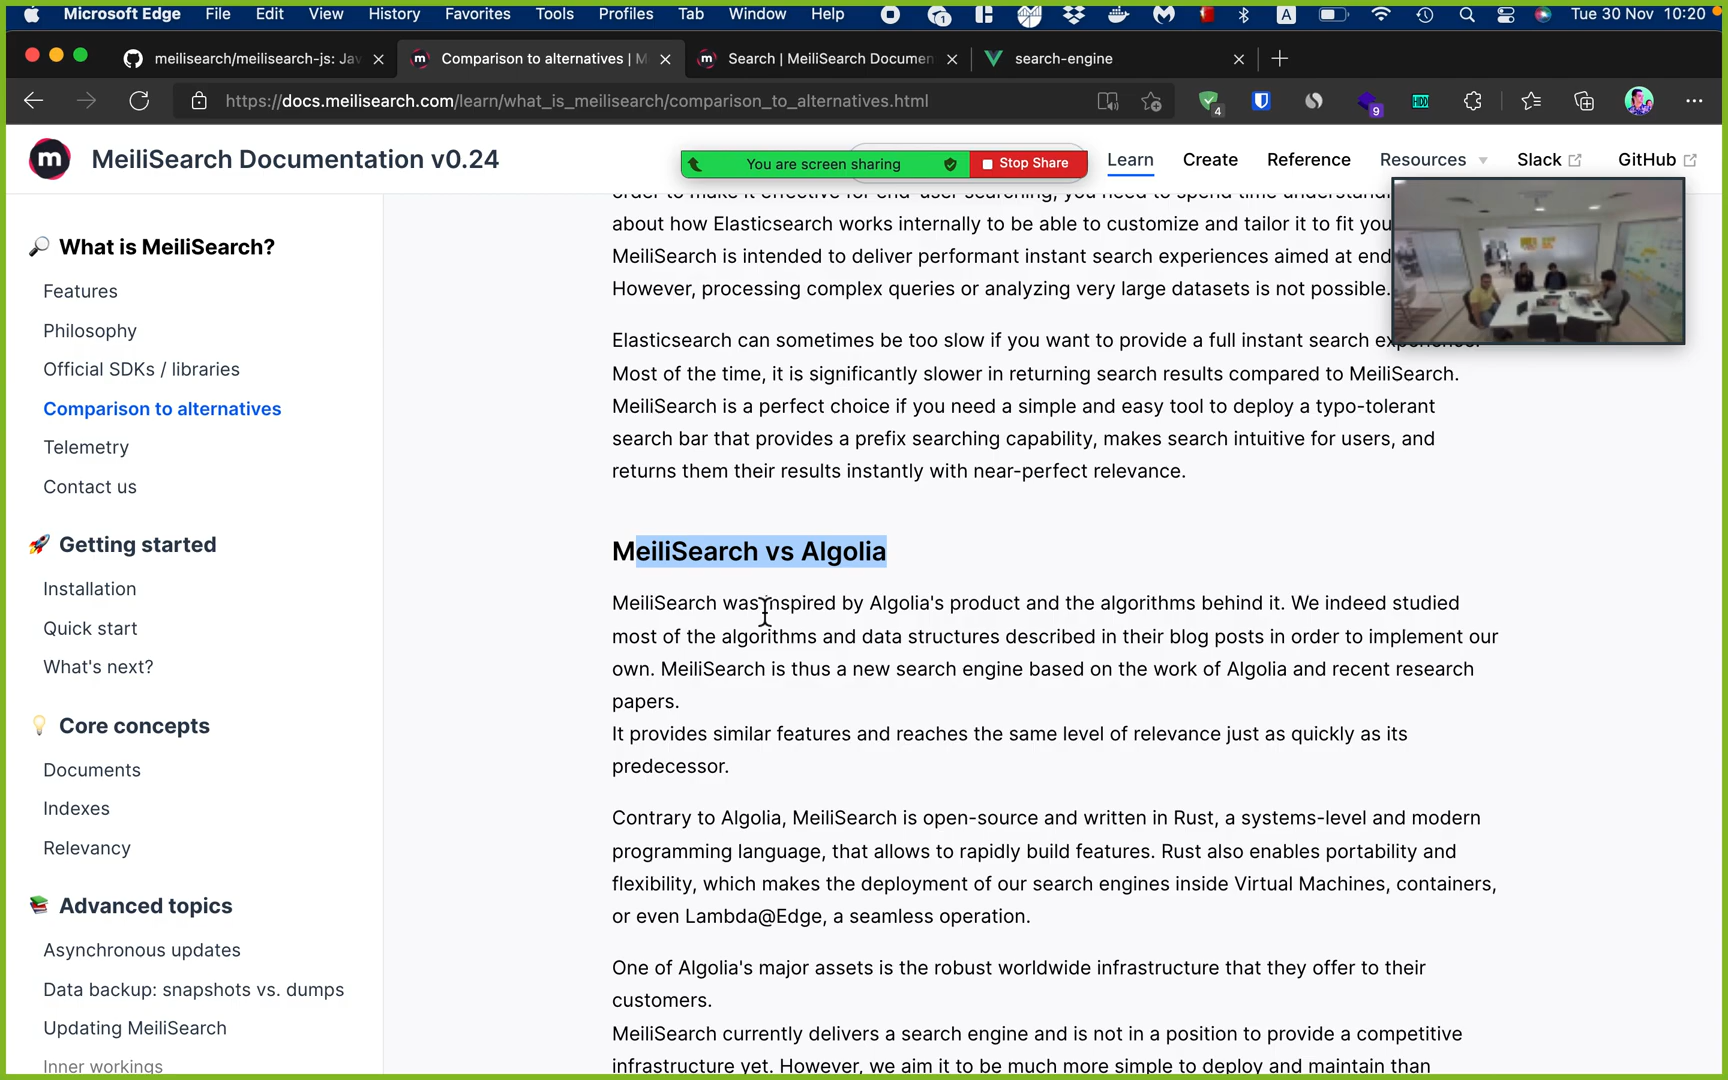 Microsoft Edge File Edit View History Favorites Tools Profiles Tab Window Help 1 A Tue 30 Nov 10:20
meilisearch/meilisearch-js: Jav
Comparison to alternatives | M
m Search | MeiliSearch Documen
search-engine
https://docs.meilisearch.com/learn/what_is_meilisearch/comparison_to_alternatives.html 4 9 HDD
m MeiliSearch Documentation v0.24
You are screen sharing Stop Share
Learn Create Reference Resources Slack GitHub
What is MeiliSearch?
Features
Philosophy
Official SDKs / libraries
Comparison to alternatives
Telemetry
Contact us
Getting started
Installation
Quick start
What's next?
Core concepts
Documents
Indexes
Relevancy
Advanced topics
Asynchronous updates
Data backup: snapshots vs. dumps
Updating MeiliSearch
Inner workings
order to make it effective for end-user searching, you need to spend time understandi
about how Elasticsearch works internally to be able to customize and tailor it to fit you
MeiliSearch is intended to deliver performant instant search experiences aimed at end
However, processing complex queries or analyzing very large datasets is not possible.
Elasticsearch can sometimes be too slow if you want to provide a full instant search experience.
Most of the time, it is significantly slower in returning search results compared to MeiliSearch.
MeiliSearch is a perfect choice if you need a simple and easy tool to deploy a typo-tolerant
search bar that provides a prefix searching capability, makes search intuitive for users, and
returns them their results instantly with near-perfect relevance.
MeiliSearch vs Algolia
MeiliSearch was inspired by Algolia's product and the algorithms behind it. We indeed studied
most of the algorithms and data structures described in their blog posts in order to implement our
own. MeiliSearch is thus a new search engine based on the work of Algolia and recent research
papers.
It provides similar features and reaches the same level of relevance just as quickly as its
predecessor.
Contrary to Algolia, MeiliSearch is open-source and written in Rust, a systems-level and modern
programming language, that allows to rapidly build features. Rust also enables portability and
flexibility, which makes the deployment of our search engines inside Virtual Machines, containers,
or even Lambda@Edge, a seamless operation.
One of Algolia's major assets is the robust worldwide infrastructure that they offer to their
customers.
MeiliSearch currently delivers a search engine and is not in a position to provide a competitive
infrastructure yet. However, we aim it to be much more simple to deploy and maintain than